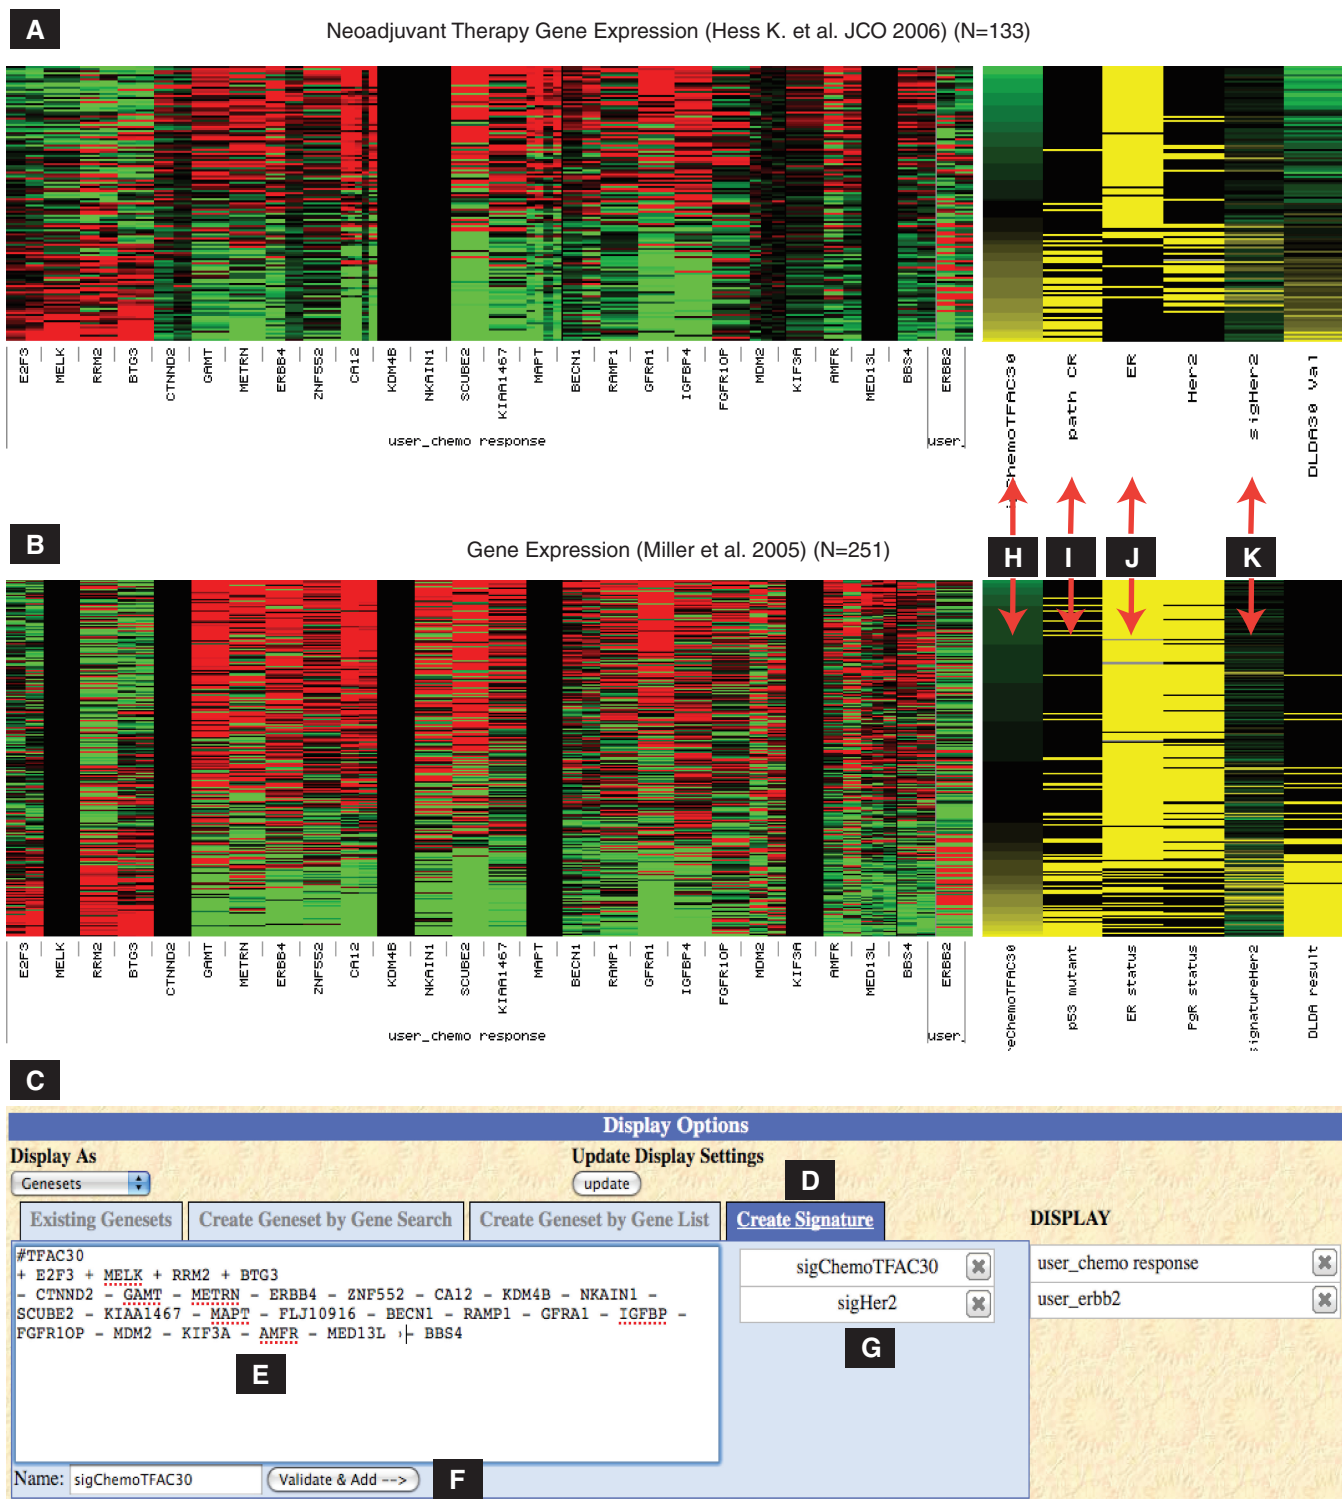 A
Neoadjuvant Therapy Gene Expression (Hess K. et al. JCO 2006) (N=133)
E2F3
MELK
RRM2
BTG3
CTNND2
GAMT
METRN
ERBB4
ZNF552
CA12
KDM4B
NKAIN1
SCUBE2
KIAA1467
MAPT
BECN1
RAMP1
GFRA1
IGFBP4
FGFR1OP
MDM2
KIF3A
AMFR
MED13L
BBS4
ERBB2
user_chemo response
user_
ChemoTFAC30
path CR
ER
Her2
sigHer2
DLDA30 Val
B
Gene Expression (Miller et al. 2005) (N=251)
H
I
J
K
E2F3
MELK
RRM2
BTG3
CTNND2
GAMT
METRN
ERBB4
ZNF552
CA12
KDM4B
NKAIN1
SCUBE2
KIAA1467
MAPT
BECN1
RAMP1
GFRA1
IGFBP4
FGFR1OP
MDM2
KIF3A
AMFR
MED13L
BBS4
ERBB2
user_chemo response
user_
reChemoTFAC30
p53 mutant
ER status
PgR status
signatureHer2
DLDA result
C
Display Options
Display As
Update Display Settings
Genesets
update
D
Existing Genesets
Create Geneset by Gene Search
Create Geneset by Gene List
Create Signature
DISPLAY
#TFAC30
+ E2F3 + MELK + RRM2 + BTG3
- CTNND2 - GAMT - METRN - ERBB4 - ZNF552 - CA12 - KDM4B - NKAIN1 -
SCUBE2 - KIAA1467 - MAPT - FLJ10916 - BECN1 - RAMP1 - GFRA1 - IGFBP -
FGFR1OP - MDM2 - KIF3A - AMFR - MED13L - BBS4
sigChemoTFAC30
sigHer2
user_chemo response
user_erbb2
E
G
Name: sigChemoTFAC30
Validate & Add -->
F